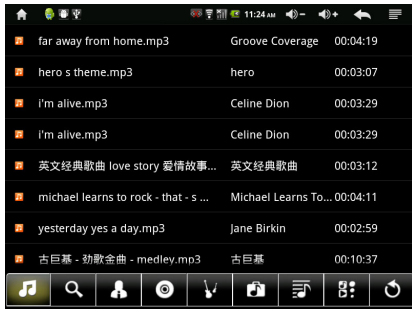 11:24 AM
far away from home.mp3 Groove Coverage 00:04:19
hero s theme.mp3 hero 00:03:07
i'm alive.mp3 Celine Dion 00:03:29
i'm alive.mp3 Celine Dion 00:03:29
英文经典歌曲 love story 爱情故事... 英文经典歌曲 00:03:12
michael learns to rock - that - s ... Michael Learns To... 00:04:11
yesterday yes a day.mp3 Jane Birkin 00:02:59
古巨基 - 劲歌金曲 - medley.mp3 古巨基 00:10:37